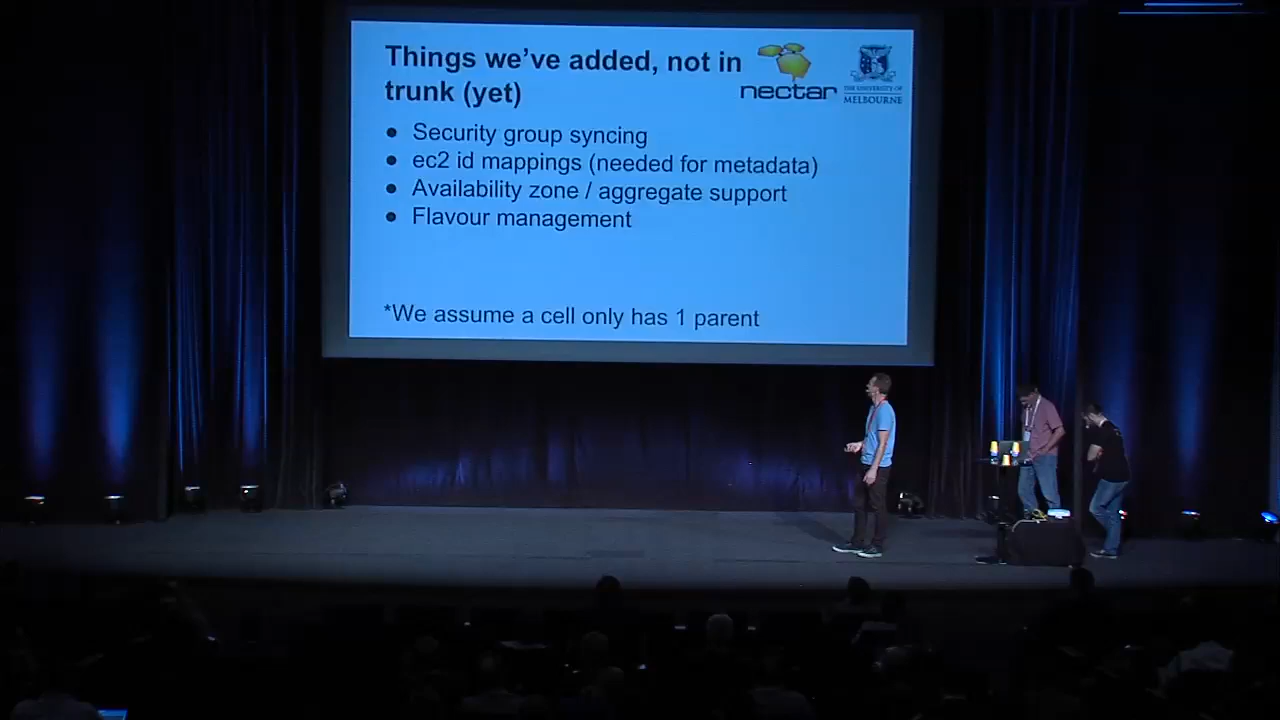 Things we've added, not in
trunk (yet)
nectar
THE UNIVERSITY OF
MELBOURNE
● Security group syncing
● ec2 id mappings (needed for metadata)
● Availability zone / aggregate support
● Flavour management
*We assume a cell only has 1 parent